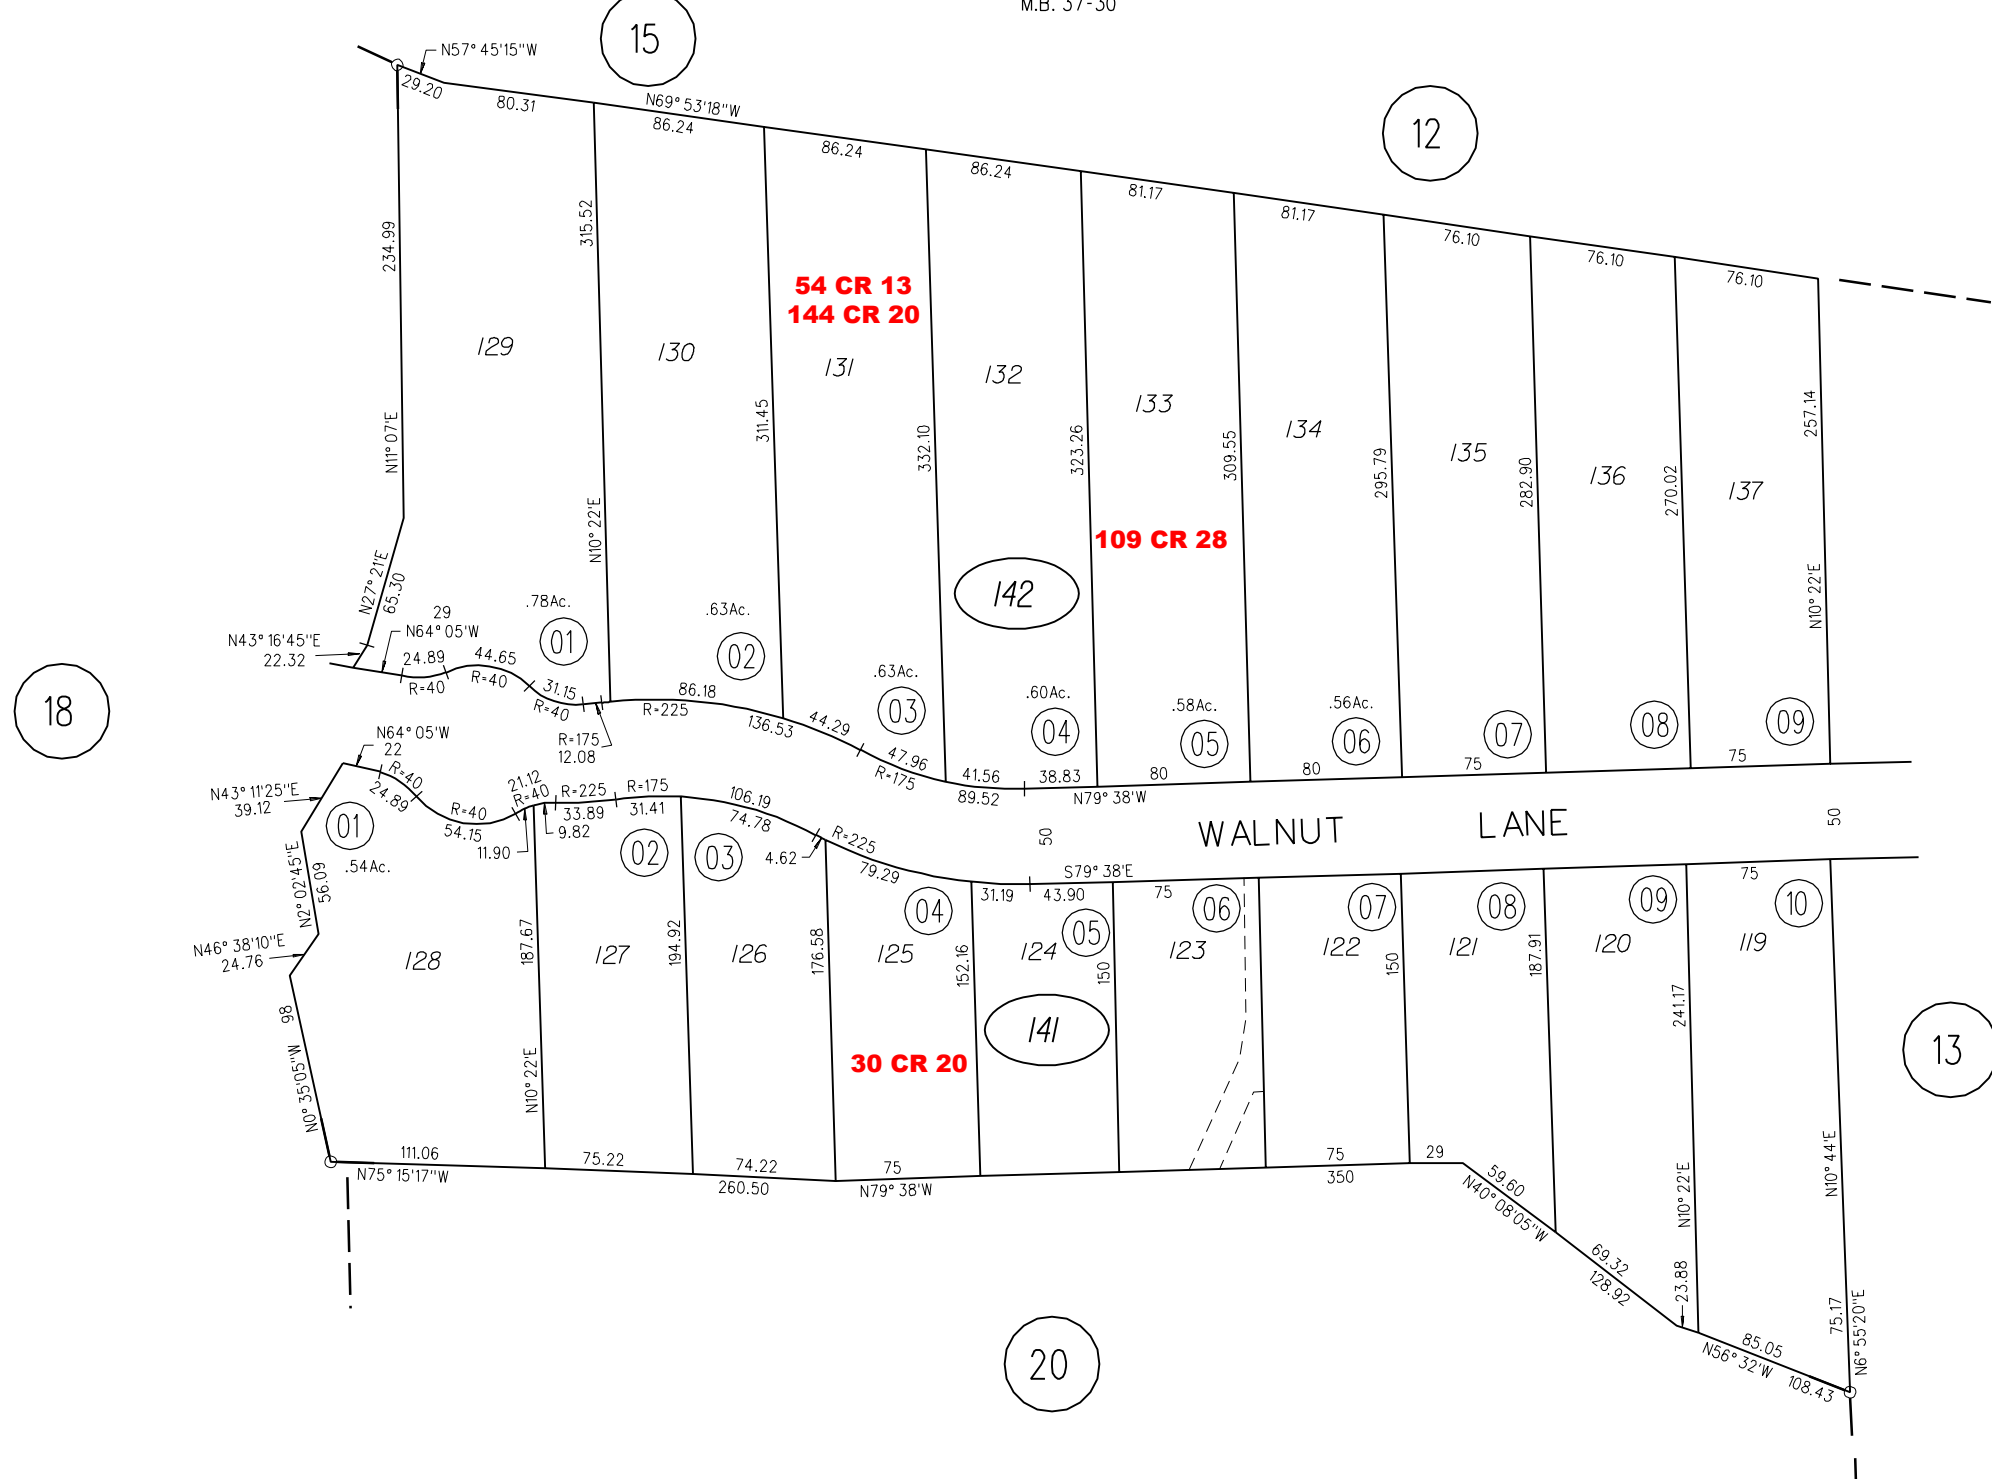 M.B. 37-30
15
N57° 45'15"W
29.20
80.31
N69° 53'18"W
86.24
86.24
86.24
12
81.17
81.17
76.10
76.10
76.10
234.99
315.52
54 CR 13
144 CR 20
129
130
131
132
133
134
135
136
137
N11° 07'E
311.45
332.10
323.26
309.55
295.79
282.90
270.02
257.14
N10° 22'E
109 CR 28
N10° 22'E
142
N27° 21'E
65.30
.78Ac.
.63Ac.
.63Ac.
.60Ac.
.58Ac.
.56Ac.
01
02
03
04
05
06
07
08
09
N43° 16'45"E
22.32
29
N64° 05'W
24.89
R=40
44.65
R=40
31.15
R=40
R=175
12.08
86.18
R=225
136.53
44.29
47.96
R=175
41.56
89.52
38.83
N79° 38'W
80
80
75
75
18
N64° 05'W
22
R=40
24.89
R=40
54.15
21.12
R=40
11.90
9.82
R=225
33.89
R=175
31.41
106.19
74.78
4.62
R=225
79.29
31.19
S79° 38'E
43.90
50
WALNUT LANE
50
75
75
N43° 11'25"E
39.12
01
.54Ac.
02
03
04
05
06
07
08
09
10
N2° 02'45"E
56.09
N46° 38'10"E
24.76
98
N0° 35'05"W
128
127
126
125
124
123
122
121
120
119
187.67
194.92
176.58
152.16
150
150
187.91
241.17
N10° 22'E
30 CR 20
141
13
N10° 22'E
N10° 44'E
111.06
N75° 15'17"W
75.22
74.22
260.50
75
N79° 38'W
75
350
29
59.60
N40° 08'05"W
69.32
128.92
23.88
75.17
N6° 55'20"E
85.05
N56° 32'W
108.43
20